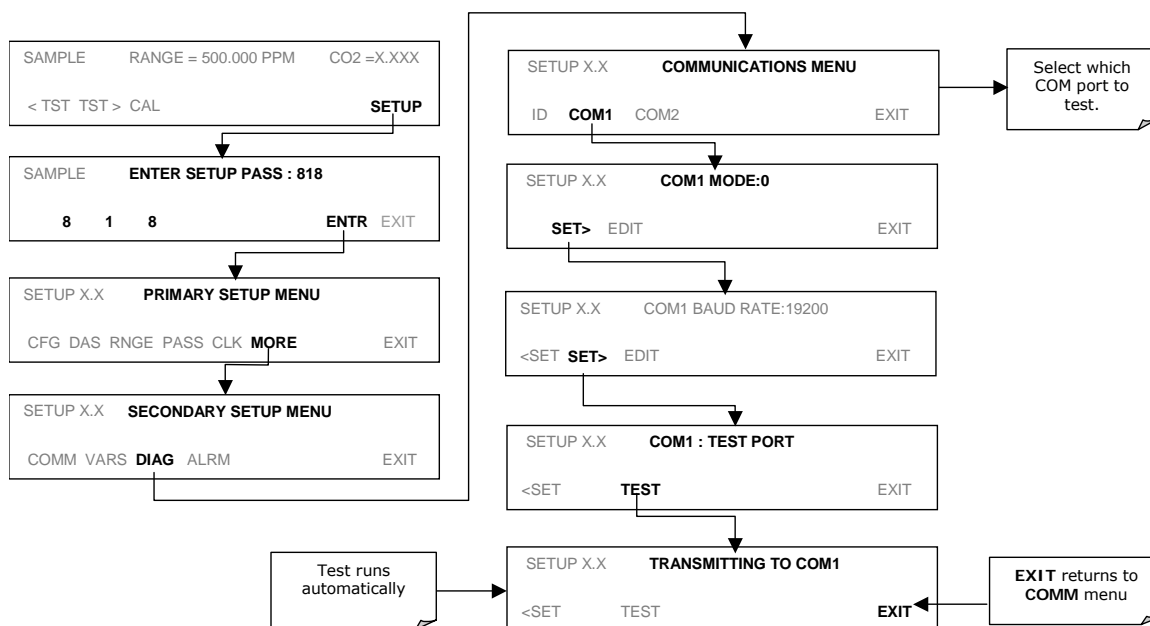 SAMPLE RANGE = 500.000 PPM CO2 =X.XXX
< TST TST > CAL SETUP
SAMPLE ENTER SETUP PASS : 818
8 1 8 ENTR EXIT
SETUP X.X PRIMARY SETUP MENU
CFG DAS RNGE PASS CLK MORE EXIT
SETUP X.X SECONDARY SETUP MENU
COMM VARS DIAG ALRM EXIT
SETUP X.X COMMUNICATIONS MENU
ID COM1 COM2 EXIT
Select which
COM port to
test.
SETUP X.X COM1 MODE:0
SET> EDIT EXIT
SETUP X.X COM1 BAUD RATE:19200
<SET SET> EDIT EXIT
SETUP X.X COM1 : TEST PORT
<SET TEST EXIT
Test runs
automatically
SETUP X.X TRANSMITTING TO COM1
<SET TEST EXIT
EXIT returns to
COMM menu